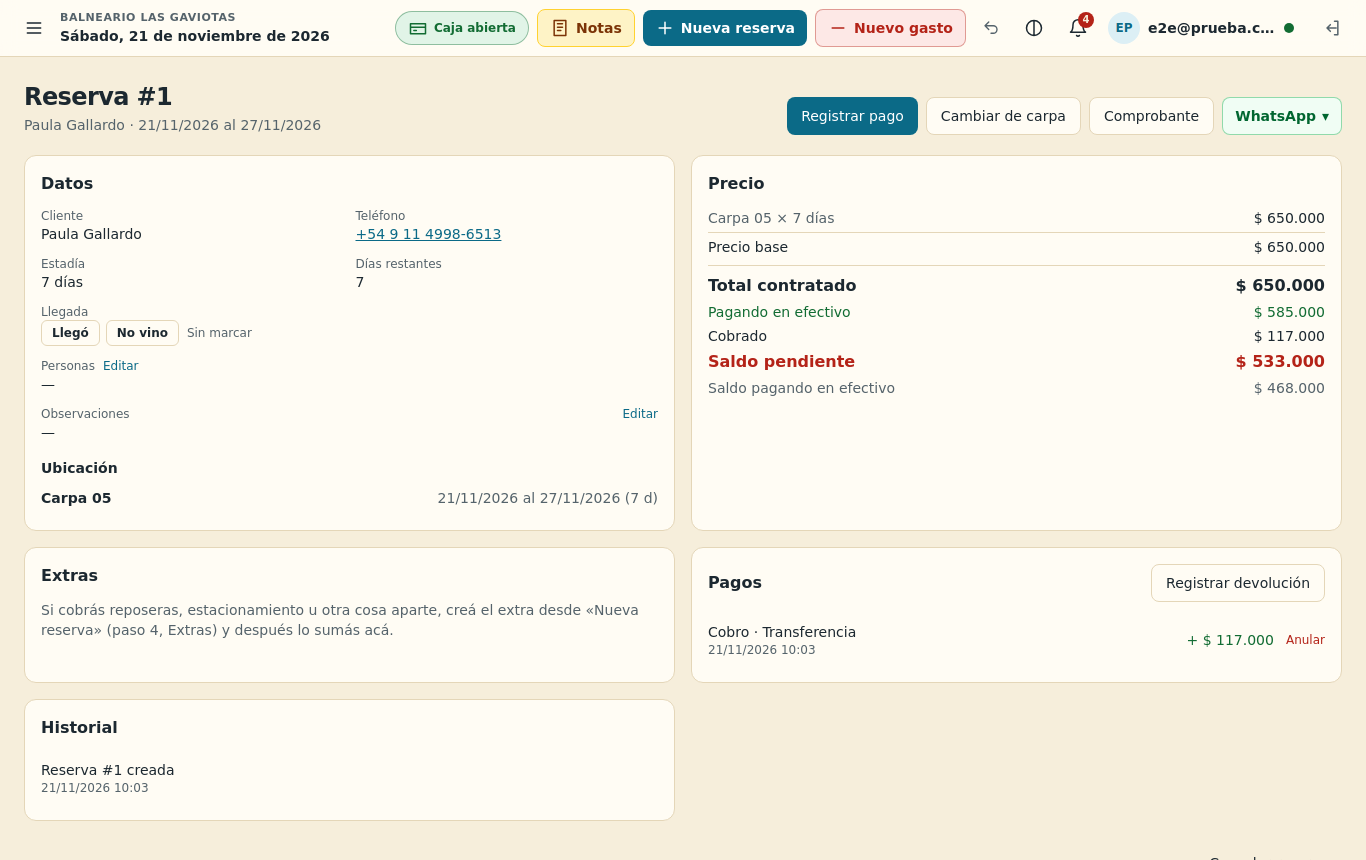 BALNEARIO LAS GAVIOTAS
Sábado, 21 de noviembre de 2026
Caja abierta
Notas
Nueva reserva
Nuevo gasto
4
EP
e2e@prueba.c...
Reserva #1
Paula Gallardo · 21/11/2026 al 27/11/2026
Registrar pago
Cambiar de carpa
Comprobante
WhatsApp ▾
Datos
Cliente
Teléfono
Paula Gallardo
+54 9 11 4998-6513
Estadía
Días restantes
7 días
7
Llegada
Llegó
No vino
Sin marcar
Personas Editar
—
Observaciones
Editar
—
Ubicación
Carpa 05
21/11/2026 al 27/11/2026 (7 d)
Precio
Carpa 05 × 7 días
$ 650.000
Precio base
$ 650.000
Total contratado
$ 650.000
Pagando en efectivo
$ 585.000
Cobrado
$ 117.000
Saldo pendiente
$ 533.000
Saldo pagando en efectivo
$ 468.000
Extras
Si cobrás reposeras, estacionamiento u otra cosa aparte, creá el extra desde «Nueva
reserva» (paso 4, Extras) y después lo sumás acá.
Pagos
Registrar devolución
Cobro · Transferencia
21/11/2026 10:03
+ $ 117.000
Anular
Historial
Reserva #1 creada
21/11/2026 10:03